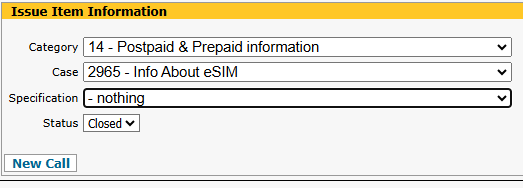 Issue Item Information
Category 14 - Postpaid & Prepaid information
Case 2965 - Info About eSIM
Specification - nothing
Status Closed
New Call